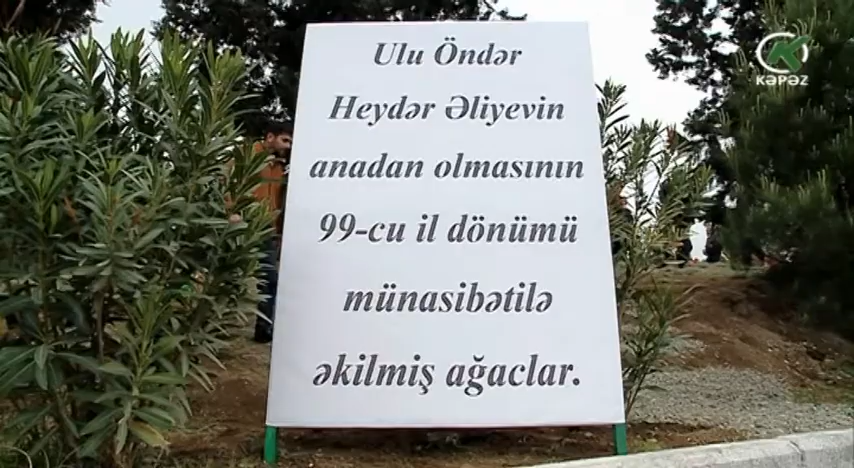 KƏPƏZ
Ulu Öndər
Heydər Əliyevin
anadan olmasının
99-cu il dönümü
münasibətilə
əkilmiş ağaclar.